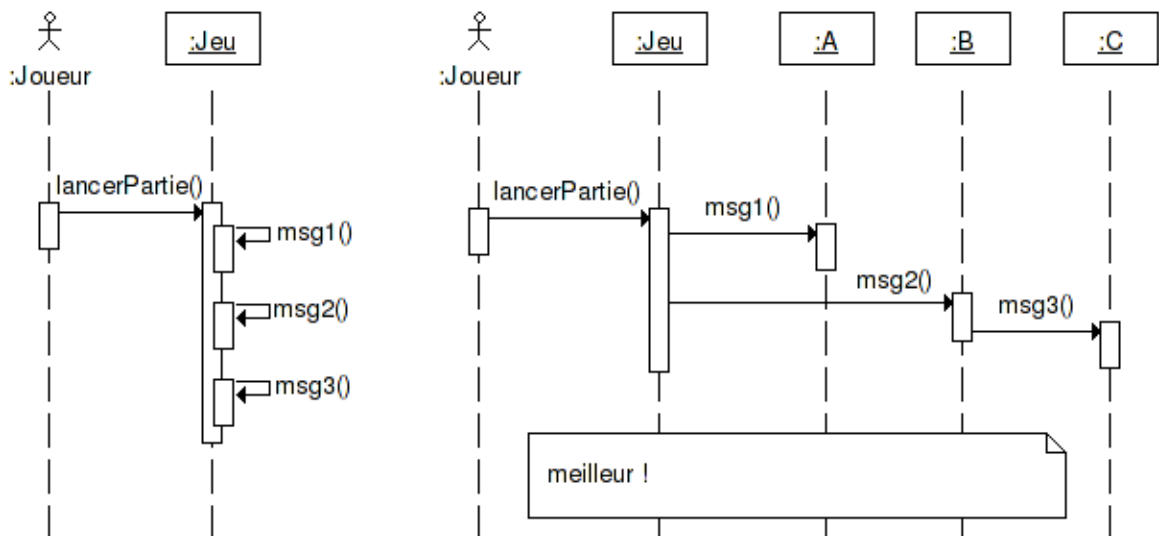 :Jeu
:Joueur
lancerPartie()
msg1()
msg2()
msg3()
:Jeu
:A
:B
:C
:Joueur
lancerPartie()
msg1()
msg2()
msg3()
meilleur !